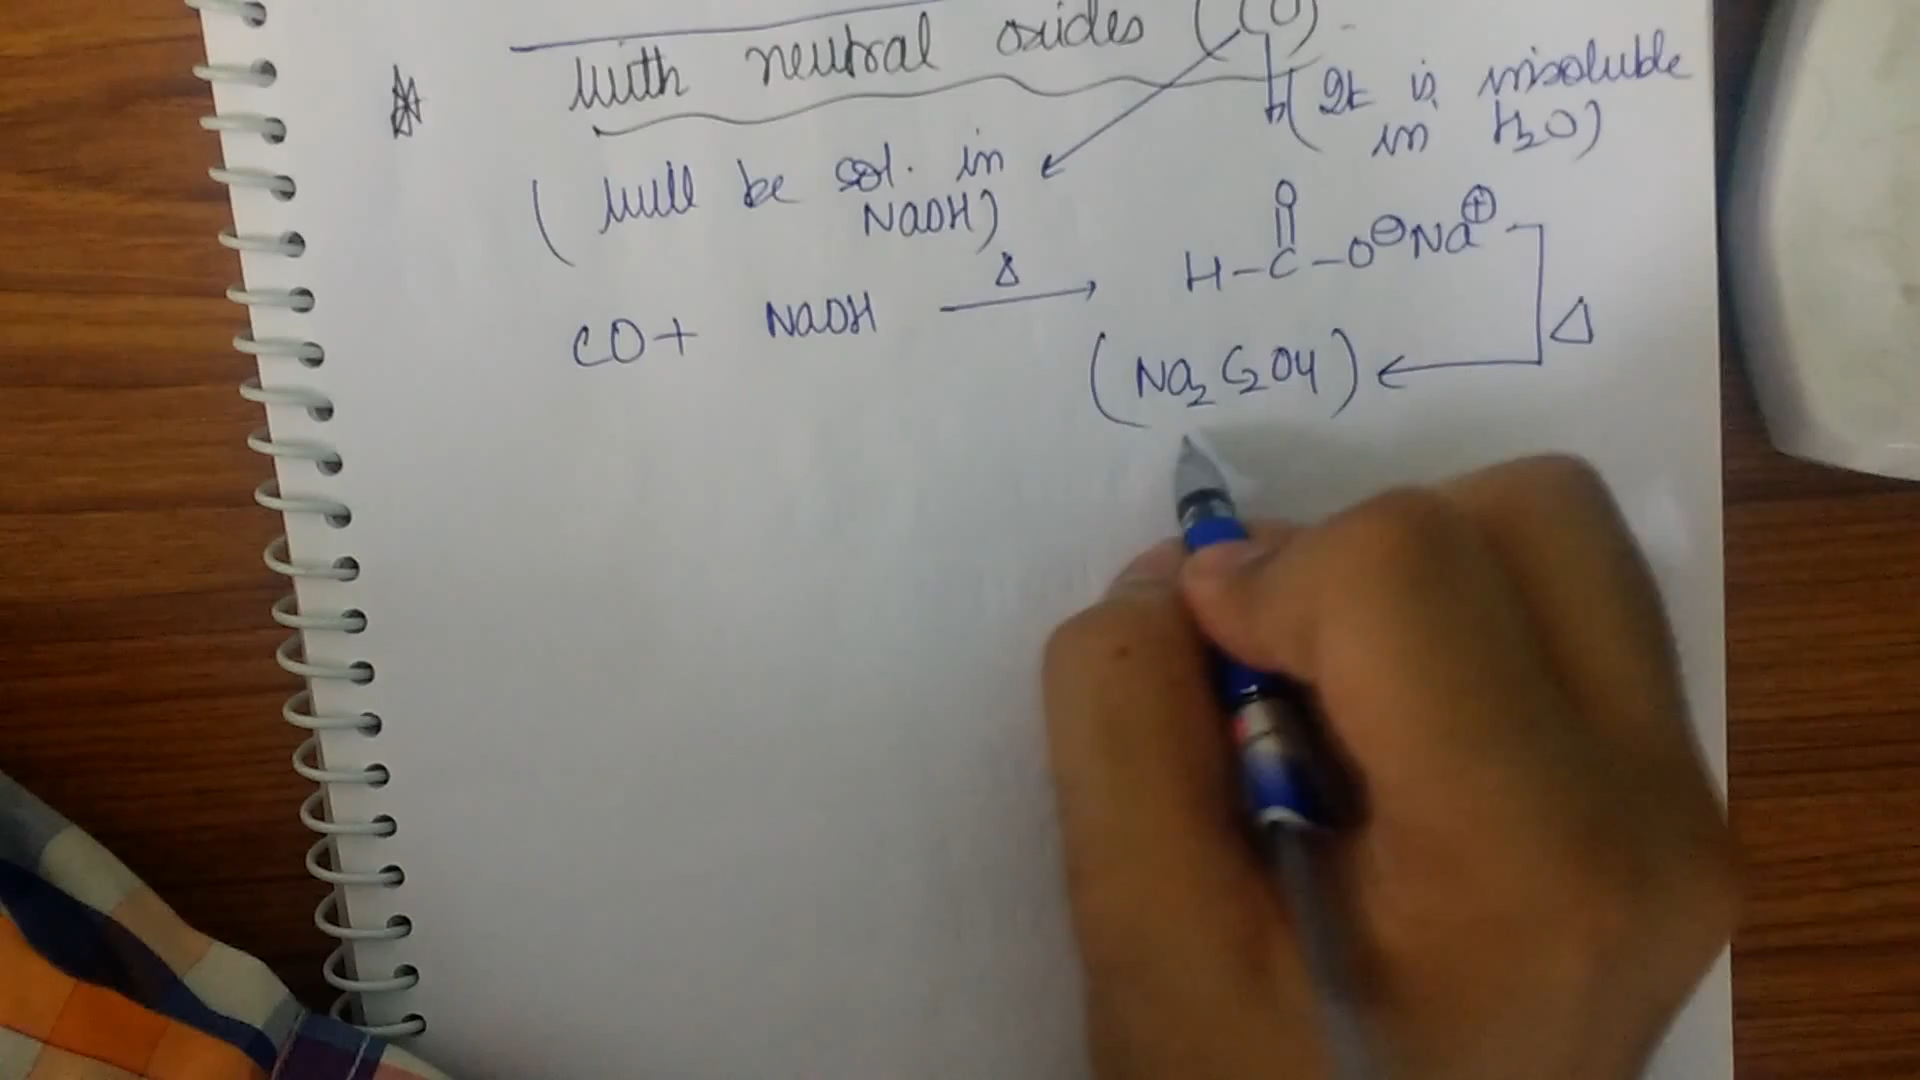 with neutral oxides (CO).
(It is insoluble
in H2O)
(will be sol. in
NaOH)
CO + NaOH Δ→ H-C-O⊖Na⊕
O
Δ
(Na2C2O4) ←